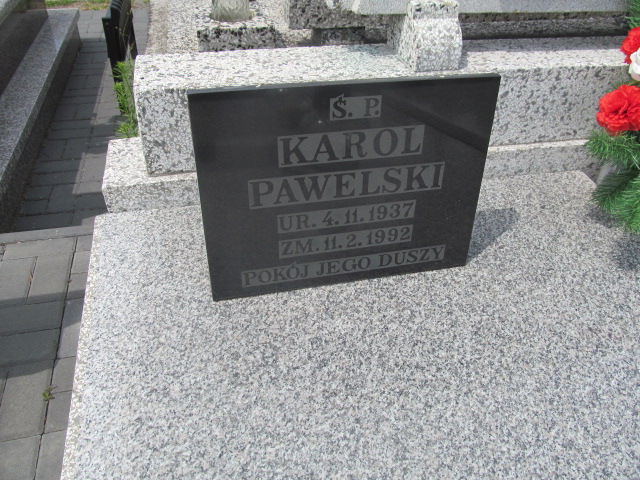 Ś. P.
KAROL
PAWELSKI
UR. 4.11.1937
ZM. 11.2.1992
POKÓJ JEGO DUSZY